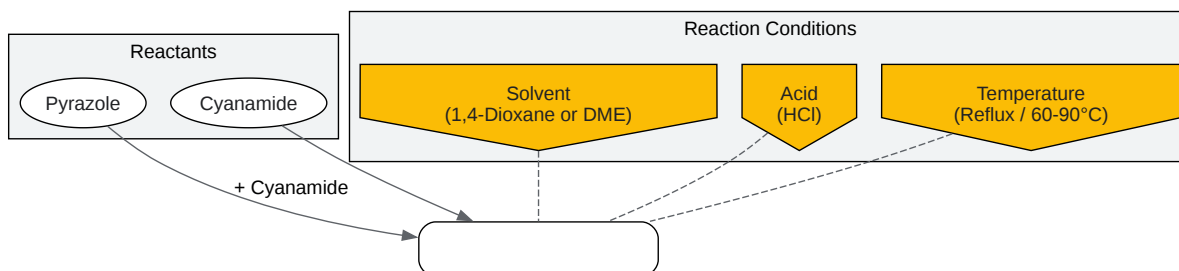 Reaction Conditions
Reactants
Pyrazole
Cyanamide
Solvent
(1,4-Dioxane or DME)
Acid
(HCl)
Temperature
(Reflux / 60-90°C)
+ Cyanamide